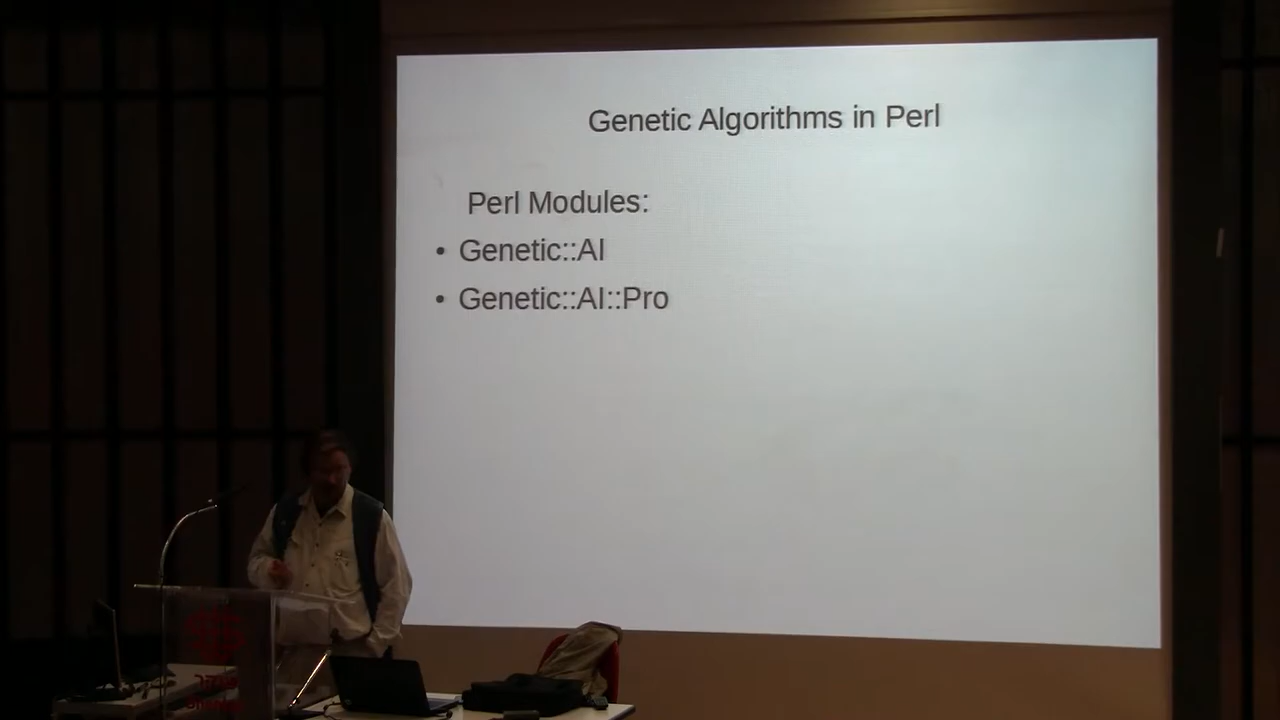 Genetic Algorithms in Perl
Perl Modules:
• Genetic::AI
• Genetic::AI::Pro